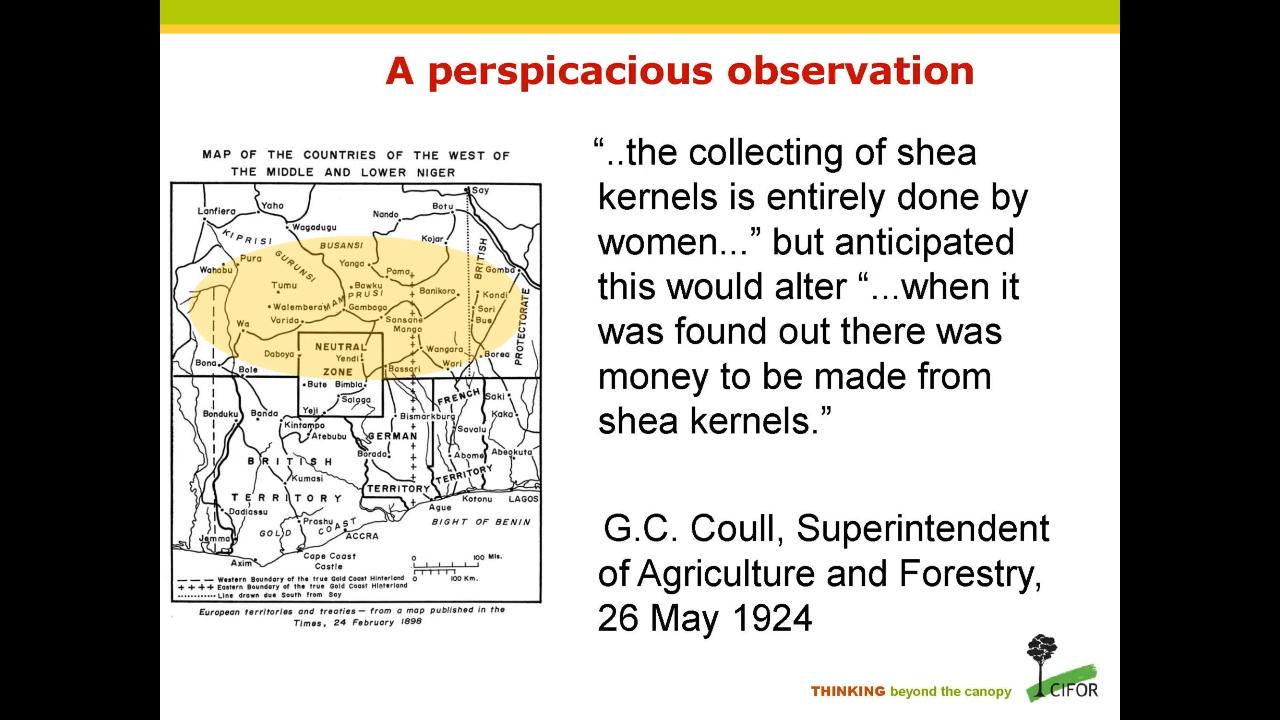 A perspicacious observation
MAP OF THE COUNTRIES OF THE WEST OF
THE MIDDLE AND LOWER NIGER
Say
Lanfiera
Yaho
Nando
Botu
Wagadugu
KIPRISI
BUSANSI
Kojar
BRITISH
Pura
GURUNSI
Wahabu
Yanga
Pama
Gomba
Tumu
Bawku
Banikoro
Kandi
MAMPRUSI
Walembera
Gambaga
Sori
Wa
Varida
Sansane
Mango
Bue
PROTECTORATE
NEUTRAL
Daboya
Yendi
Wangara
Borea
Bona
Bole
ZONE
Bassari
Wari
Bute
Bimbla
FRENCH
Saki
Salaga
Bonduku
Banda
Yeji
Bismarkburg
Kaka
Kintampo
Atebubu
GERMAN
Savalu
Borada
Abome
Abeokuta
BRITISH
Kumasi
TERRITORY
TERRITORY
TERRITORY
Kotonu
LAGOS
Dadiassu
Ague
Prashu
GOLD COAST
BIGHT OF BENIN
Jemma
ACCRA
Axim
Cape Coast
Castle
0 100 Mls.
0 100 Km.
Western Boundary of the true Gold Coast Hinterland
Eastern Boundary of the true Gold Coast Hinterland
Line drawn due South from Say
European territories and treaties — from a map published in the
Times, 24 February 1898
“..the collecting of shea
kernels is entirely done by
women...” but anticipated
this would alter “...when it
was found out there was
money to be made from
shea kernels.”
G.C. Coull, Superintendent
of Agriculture and Forestry,
26 May 1924
THINKING beyond the canopy
CIFOR